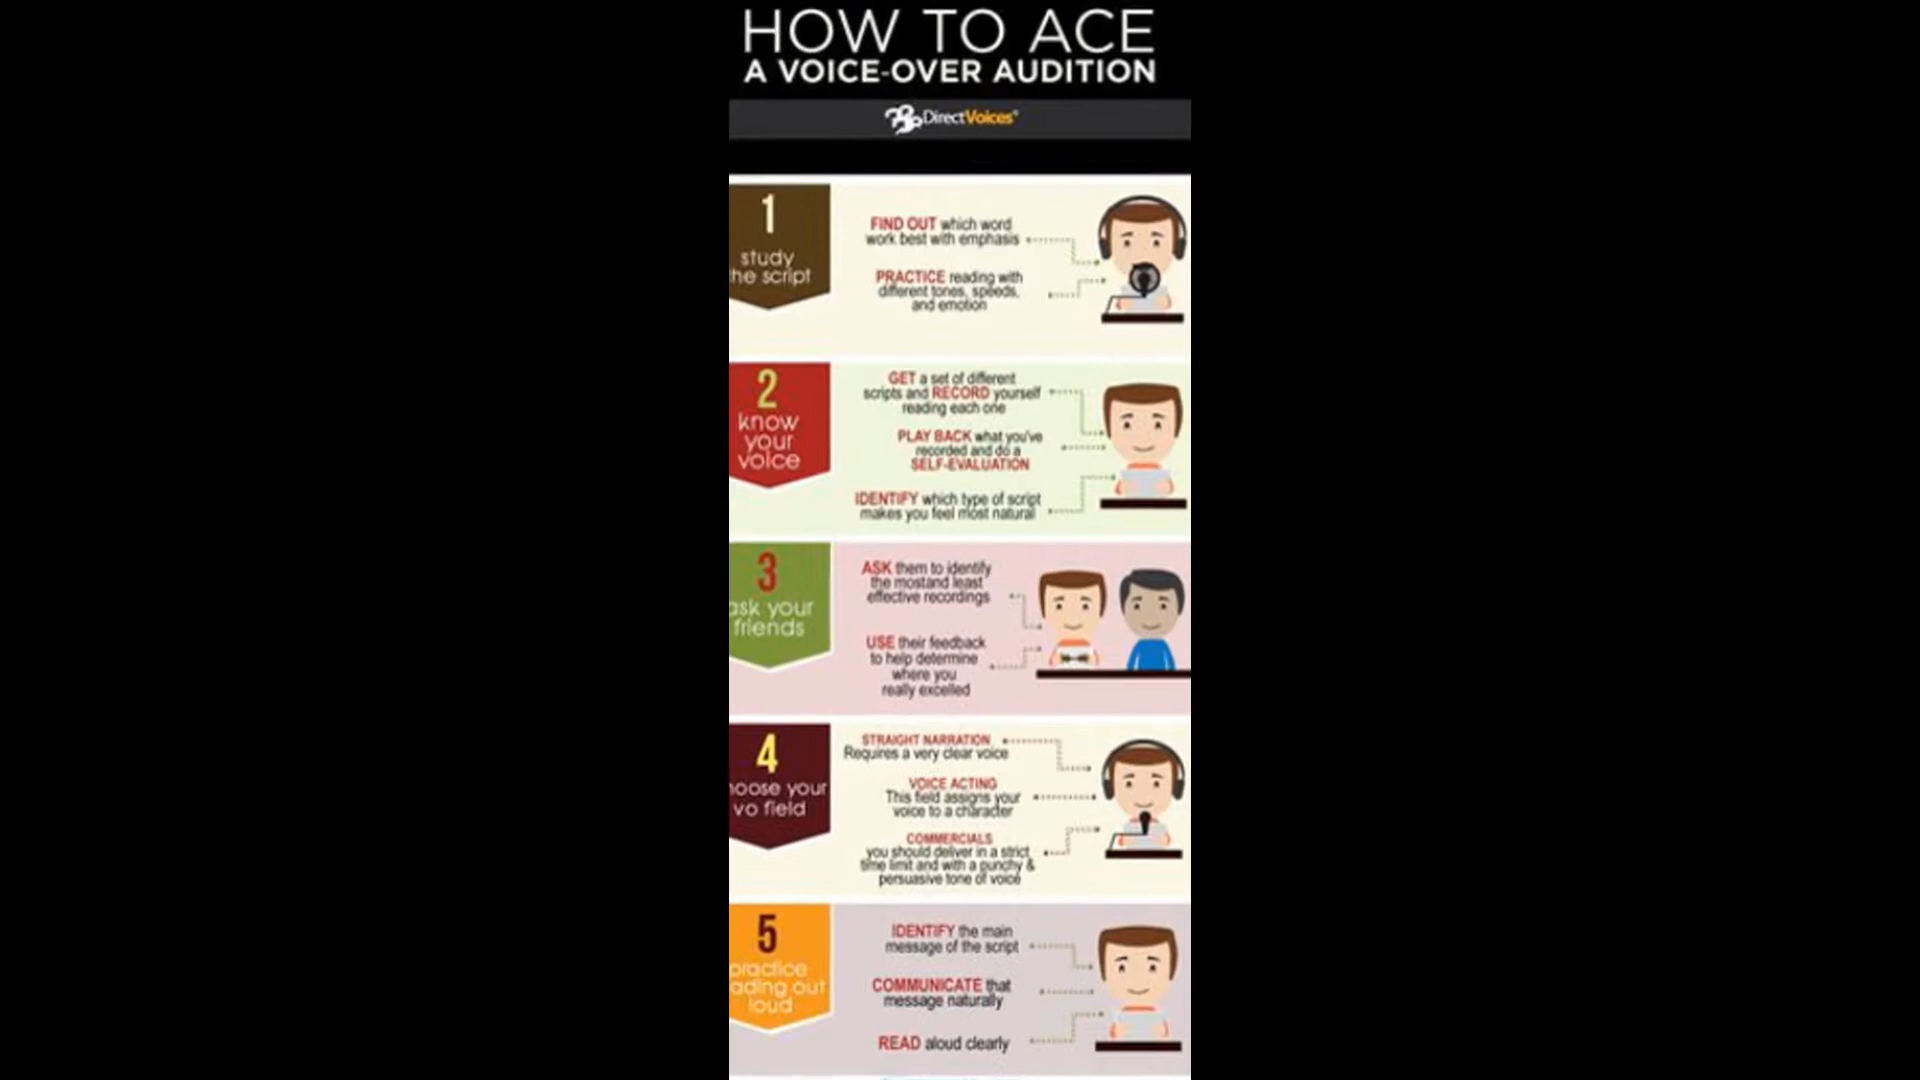 HOW TO ACE
A VOICE-OVER AUDITION
DirectVoices
1
study
he script
FIND OUT which word
work best with emphasis
PRACTICE reading with
different tones, speeds,
and emotion
2
know
your
voice
GET a set of different
scripts and RECORD yourself
reading each one
PLAY BACK what you've
recorded and do a
SELF-EVALUATION
IDENTIFY which type of script
makes you feel most natural
3
ask your
friends
ASK them to identify
the mostand least
effective recordings
USE their feedback
to help determine
where you
really excelled
4
hoose your
vo field
STRAIGHT NARRATION
Requires a very clear voice
VOICE ACTING
This field assigns your
voice to a character
COMMERCIALS
you should deliver in a strict
time limit and with a punchy &
persuasive tone of voice
5
practice
ading out
loud
IDENTIFY the main
message of the script
COMMUNICATE that
message naturally
READ aloud clearly